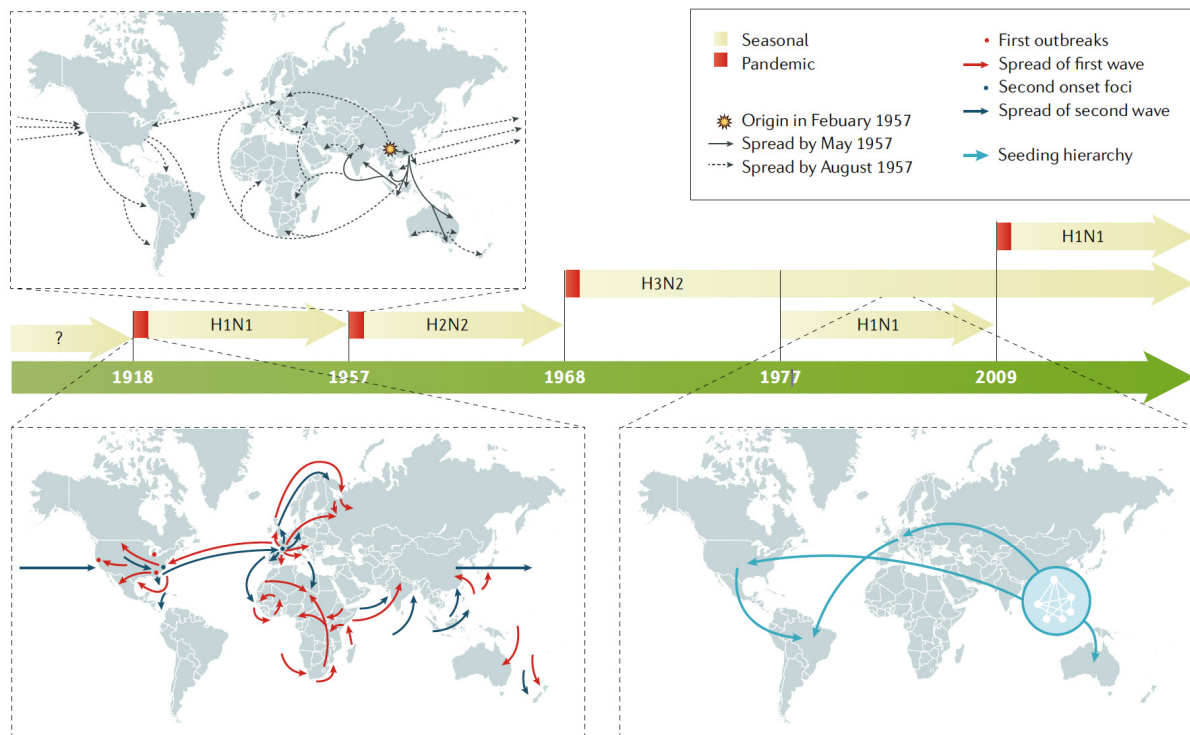 Seasonal
Pandemic
Origin in Febuary 1957
Spread by May 1957
Spread by August 1957
First outbreaks
Spread of first wave
Second onset foci
Spread of second wave
Seeding hierarchy
H1N1
H3N2
? H1N1 H2N2 H1N1
1918 1957 1968 1977 2009